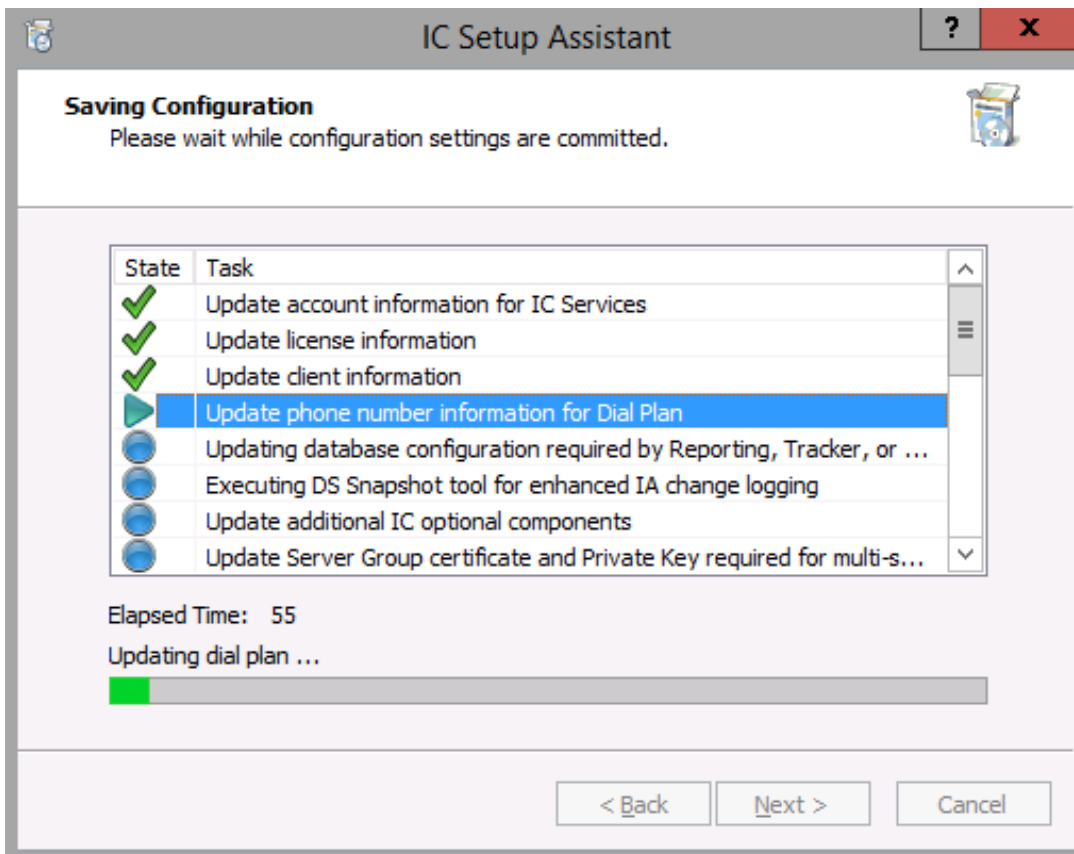 IC Setup Assistant
?
x
Saving Configuration
Please wait while configuration settings are committed.
State Task
Update account information for IC Services
Update license information
Update client information
Update phone number information for Dial Plan
Updating database configuration required by Reporting, Tracker, or ...
Executing DS Snapshot tool for enhanced IA change logging
Update additional IC optional components
Update Server Group certificate and Private Key required for multi-s...
Elapsed Time: 55
Updating dial plan ...
< Back Next > Cancel